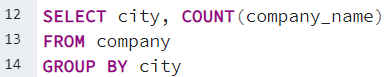 12 SELECT city, COUNT(company_name)
13 FROM company
14 GROUP BY city